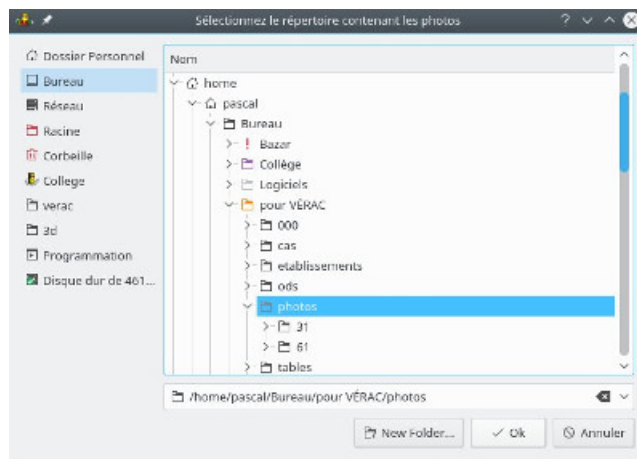 Sélectionnez le répertoire contenant les photos
Dossier Personnel
Bureau
Réseau
Racine
Corbeille
College
verac
3d
Programmation
Disque dur de 461...
Nom
home
pascal
Bureau
Bazar
Collège
Logiciels
pour VÉRAC
000
cas
etablissements
ods
photos
31
61
tables
/home/pascal/Bureau/pour VÉRAC/photos
New Folder...
Ok
Annuler